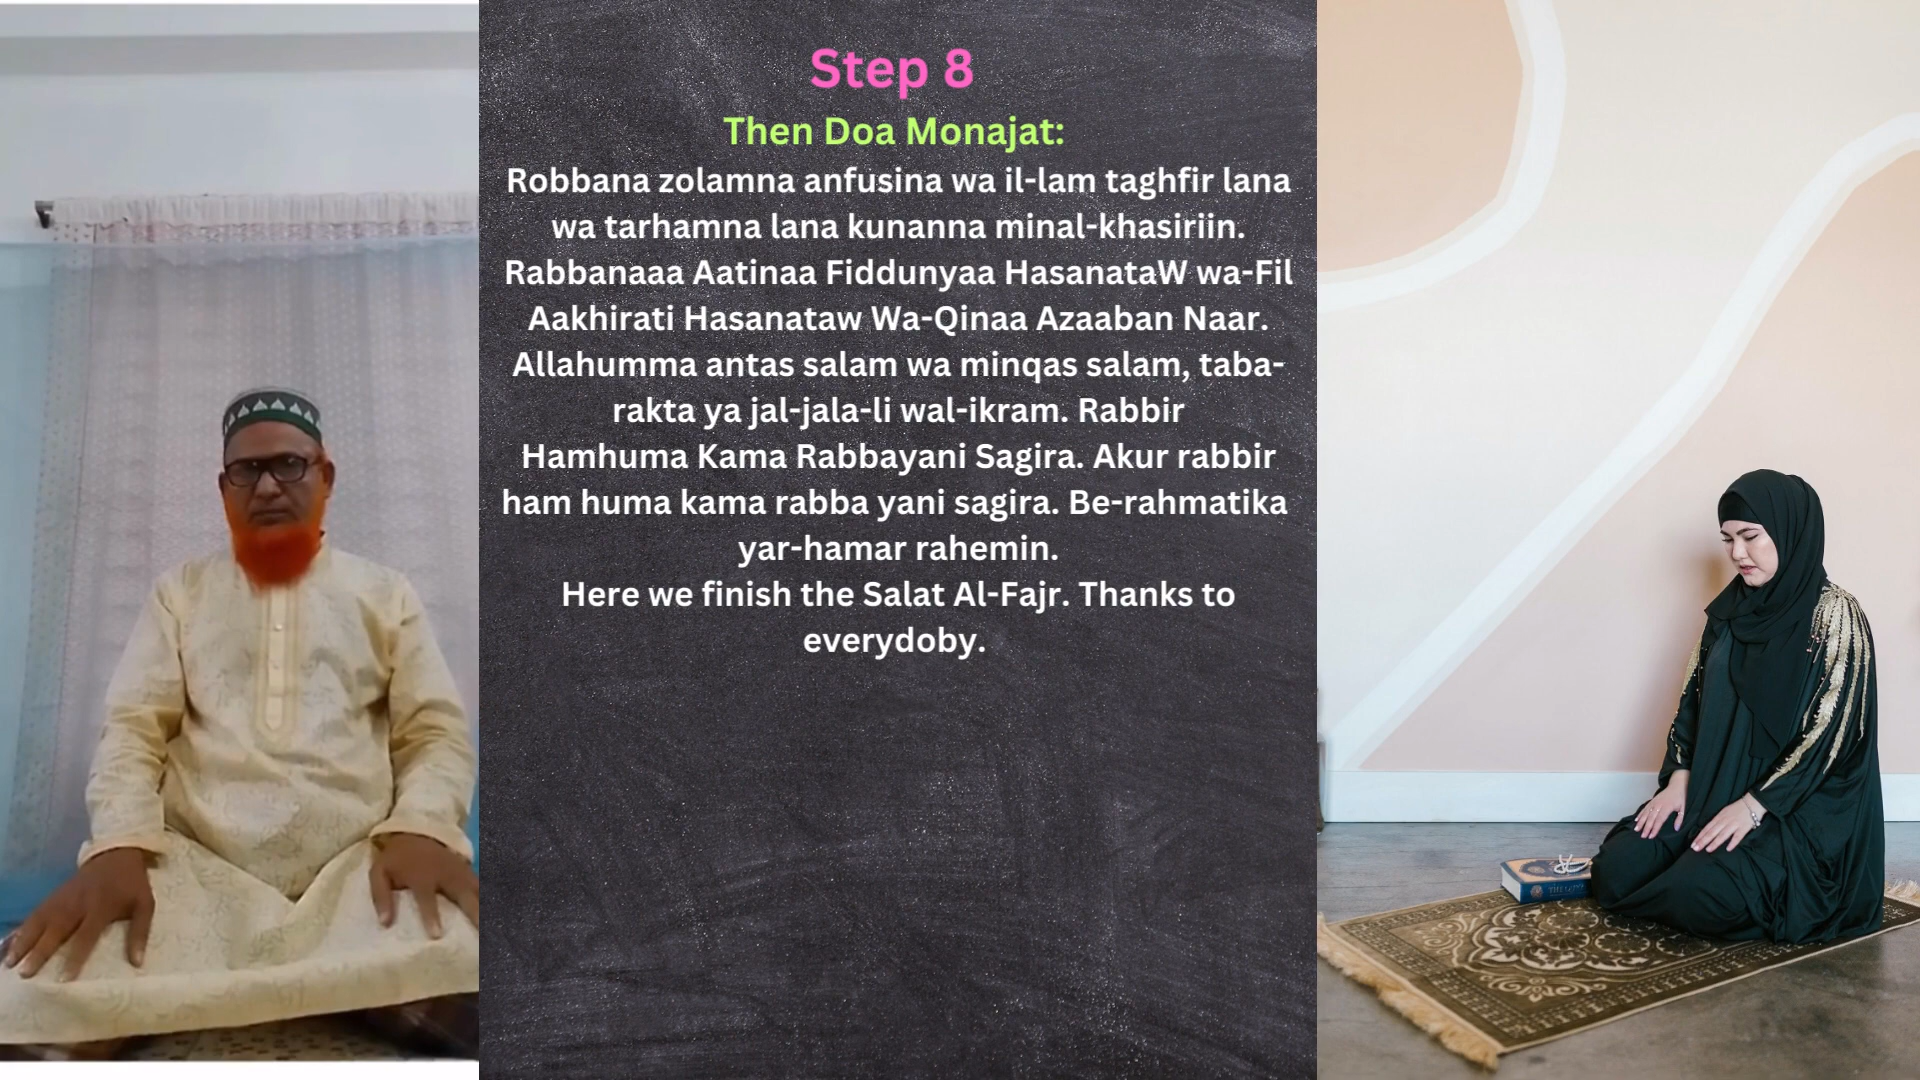 Step 8
Then Doa Monajat:
Robbana zolamna anfusina wa il-lam taghfir lana
wa tarhamna lana kunanna minal-khasiriin.
Rabbanaaa Aatinaa Fiddunyaa HasanataW wa-Fil
Aakhirati Hasanataw Wa-Qinaa Azaaban Naar.
Allahumma antas salam wa minqas salam, taba-
rakta ya jal-jala-li wal-ikram. Rabbir
Hamhuma Kama Rabbayani Sagira. Akur rabbir
ham huma kama rabba yani sagira. Be-rahmatika
yar-hamar rahemin.
Here we finish the Salat Al-Fajr. Thanks to
everydoby.